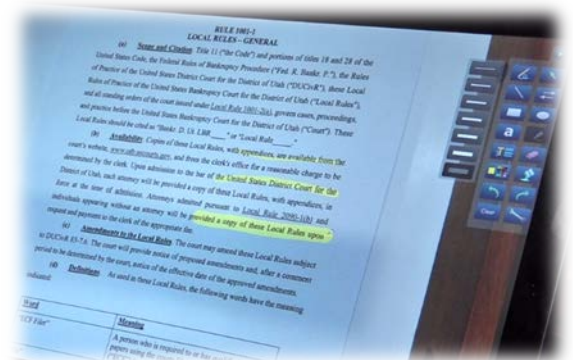 RULE 1001-1
LOCAL RULES – GENERAL
(a) Scope and Citation. Title 11 ("the Code") and portions of titles 18 and 28 of the
United States Code, the Federal Rules of Bankruptcy Procedure ("Fed. R. Bankr. P."), the Rules
of Practice of the United States District Court for the District of Utah ("DUCivR"), these Local
Rules of Practice of the United States Bankruptcy Court for the District of Utah ("Local Rules"),
and all standing orders of the court issued under Local Rule 1001-2(a), govern cases, proceedings,
and practice before the United States Bankruptcy Court for the District of Utah ("Court"). These
Local Rules should be cited as "Bankr. D. Ut. LBR ____" or "Local Rule ____."
(b) Availability. Copies of these Local Rules, with appendices, are available from the
court's website, www.utb.uscourts.gov, and from the clerk's office for a reasonable charge to be
determined by the clerk. Upon admission to the bar of the United States District Court for the
District of Utah, each attorney will be provided a copy of these Local Rules, with appendices, in
force at the time of admission. Attorneys admitted pursuant to Local Rule 2090-1(b) and
individuals appearing without an attorney will be provided a copy of these Local Rules upon
request and payment to the clerk of the appropriate fee.
(c) Amendments to the Local Rules. The court may amend these Local Rules subject
to DUCivR 83-7.6. The court will provide notice of proposed amendments and, after a comment
period to be determined by the court, notice of the effective date of the approved amendments.
(d) Definitions. As used in these Local Rules, the following words have the meaning
indicated:
Word Meaning
"ECF Filer" A person who is required to or has
papers using the court's
a
T
Clear